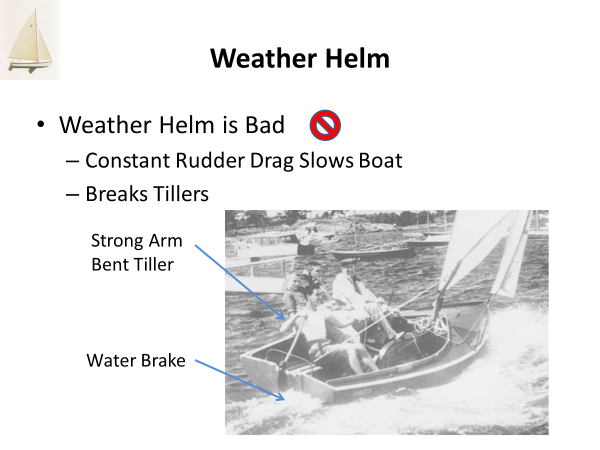 Weather Helm
• Weather Helm is Bad
– Constant Rudder Drag Slows Boat
– Breaks Tillers
Strong Arm
Bent Tiller
Water Brake